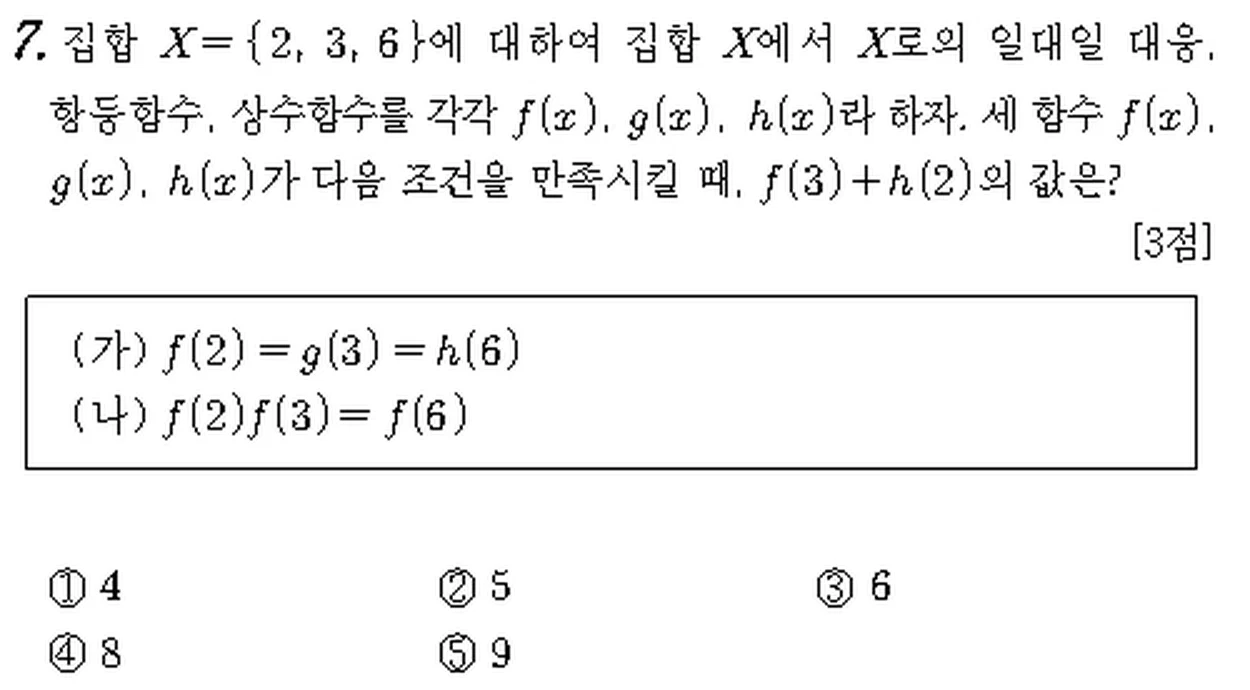 7. 집합 X={2, 3, 6}에 대하여 집합 X에서 X로의 일대일 대응,
항등함수, 상수함수를 각각 f(x), g(x), h(x)라 하자. 세 함수 f(x),
g(x), h(x)가 다음 조건을 만족시킬 때, f(3)+h(2)의 값은?
[3점]
(가) f(2)=g(3)=h(6)
(나) f(2)f(3)=f(6)
① 4 ② 5 ③ 6
④ 8 ⑤ 9